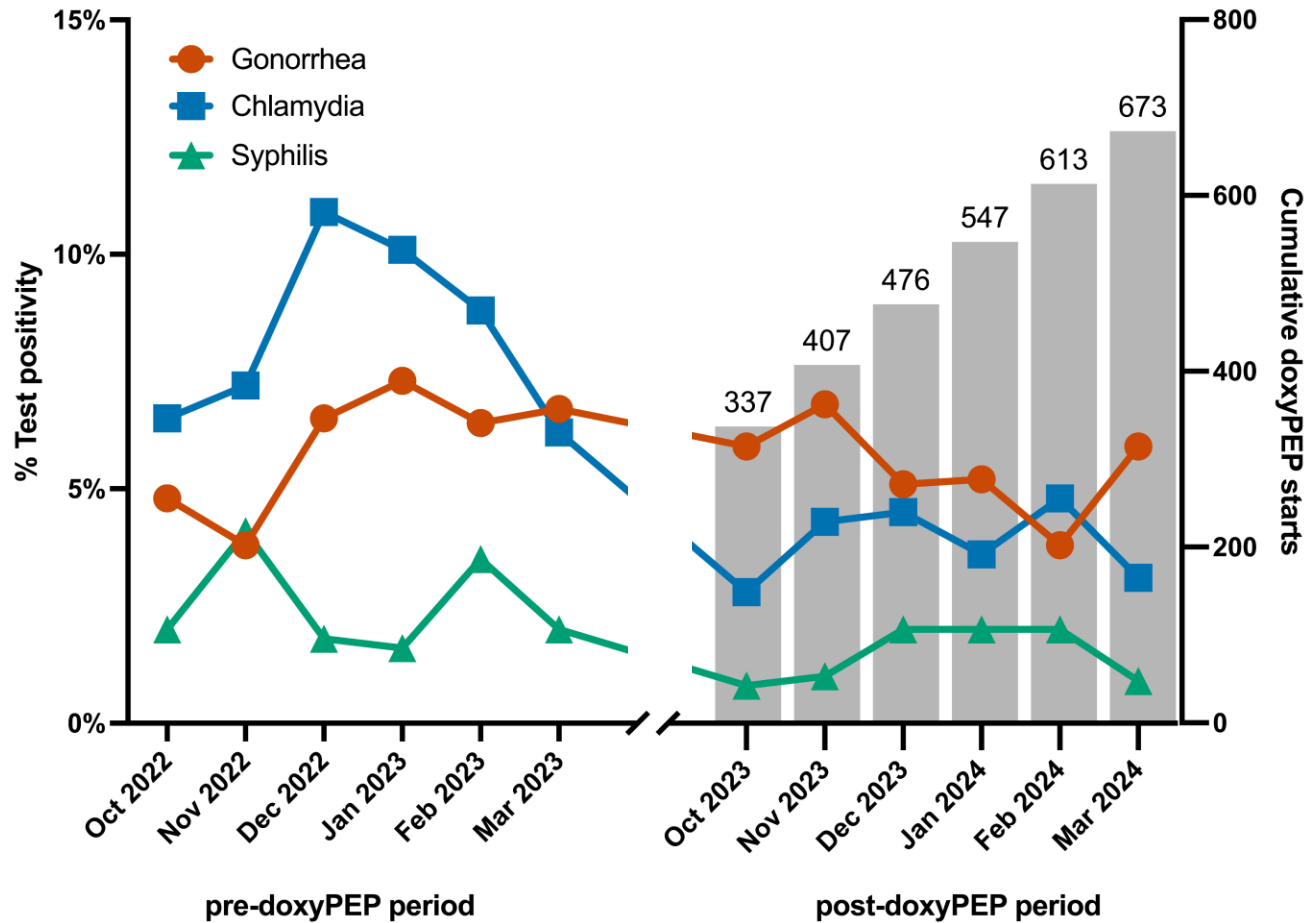 15%
10%
5%
0%
% Test positivity
Gonorrhea
Chlamydia
Syphilis
337
407
476
547
613
673
800
600
400
200
0
Cumulative doxyPEP starts
Oct 2022
Nov 2022
Dec 2022
Jan 2023
Feb 2023
Mar 2023
Oct 2023
Nov 2023
Dec 2023
Jan 2024
Feb 2024
Mar 2024
pre-doxyPEP period
post-doxyPEP period